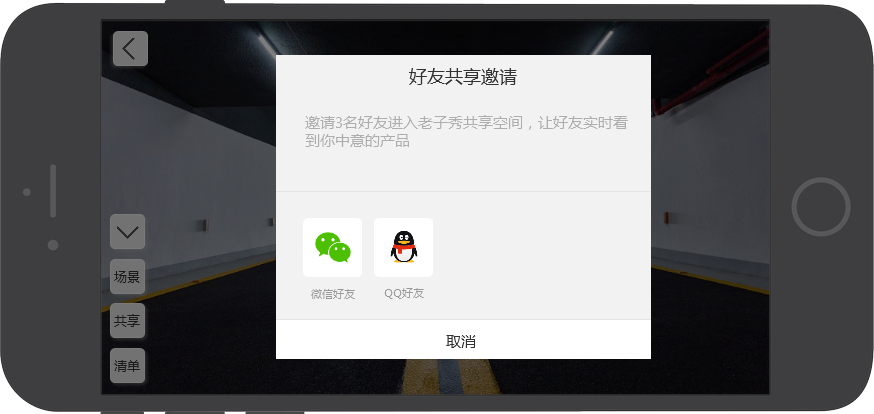 好友共享邀请
邀请3名好友进入老子秀共享空间，让好友实时看
到你中意的产品
微信好友
QQ好友
取消
场景
共享
清单